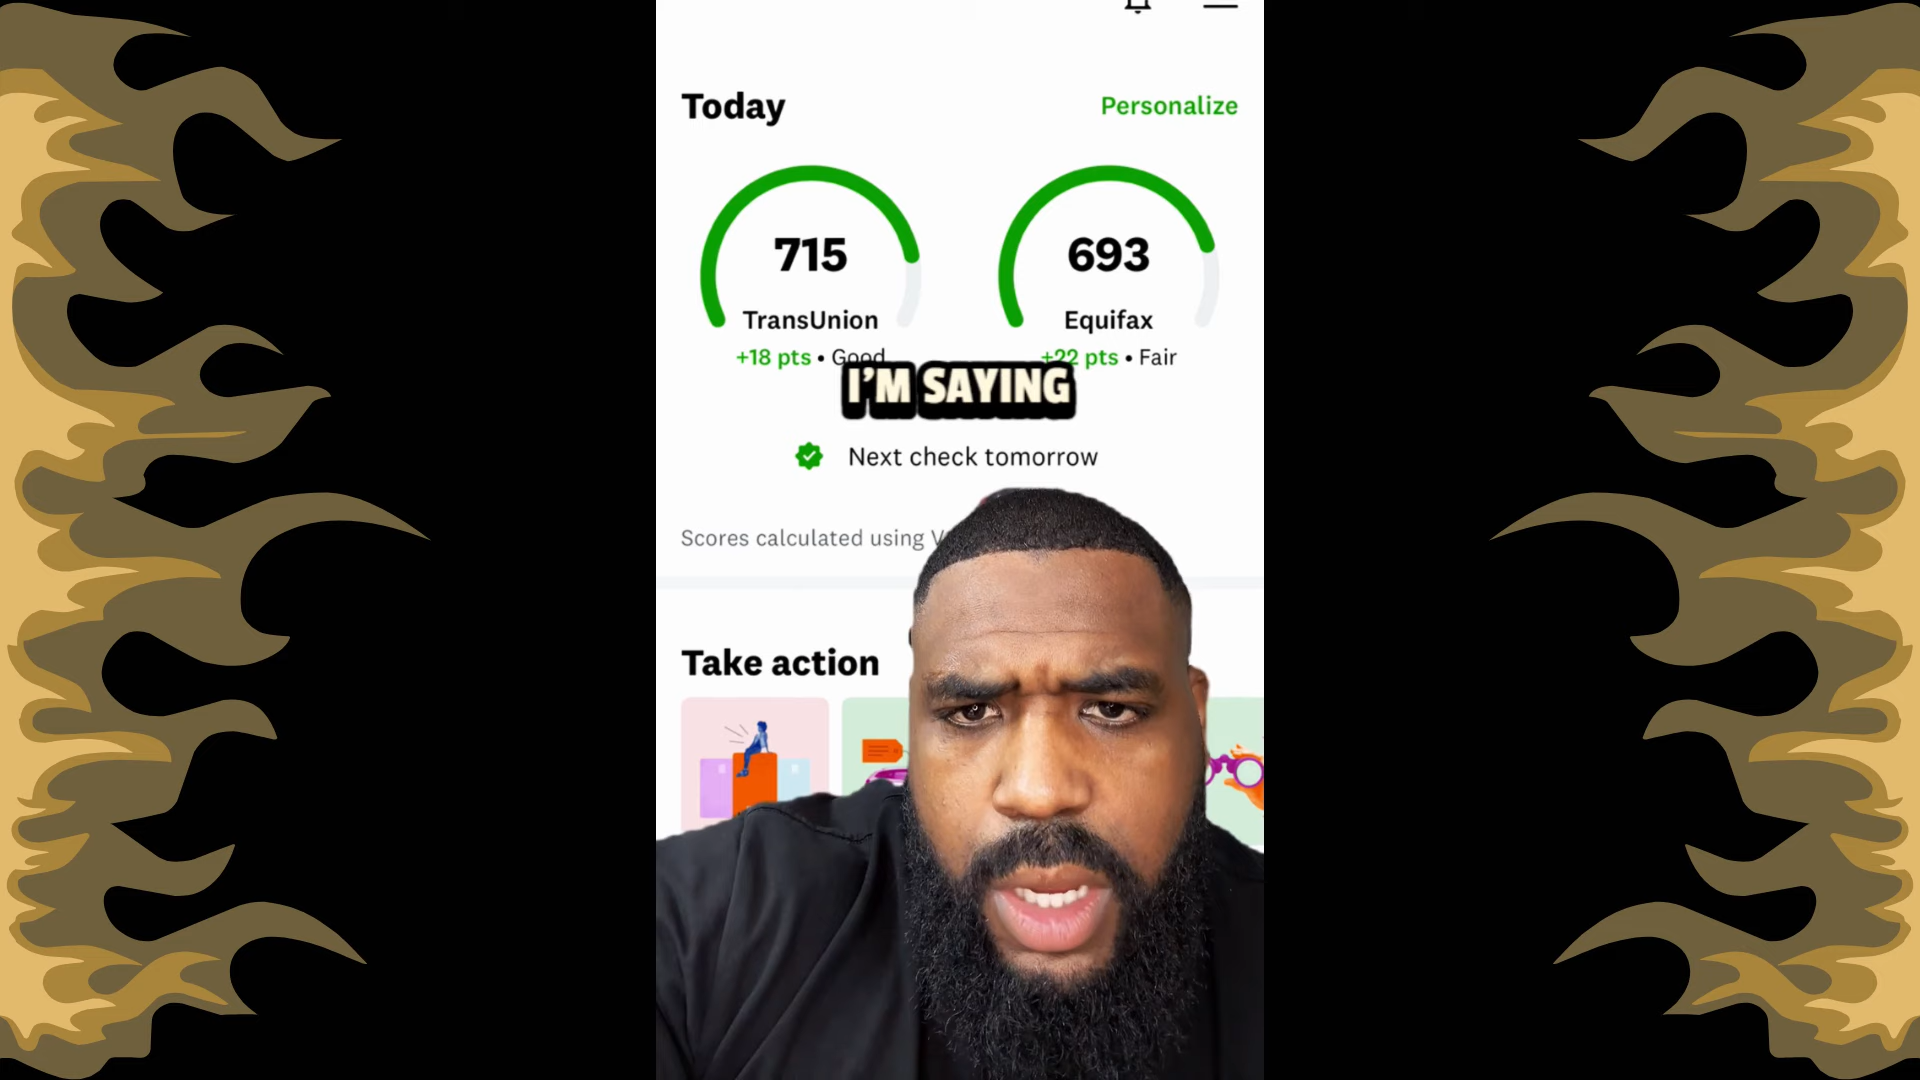 Today
Personalize
715
693
TransUnion
Equifax
+18 pts • Good
+22 pts • Fair
I'M SAYING
Next check tomorrow
Scores calculated using
Take action